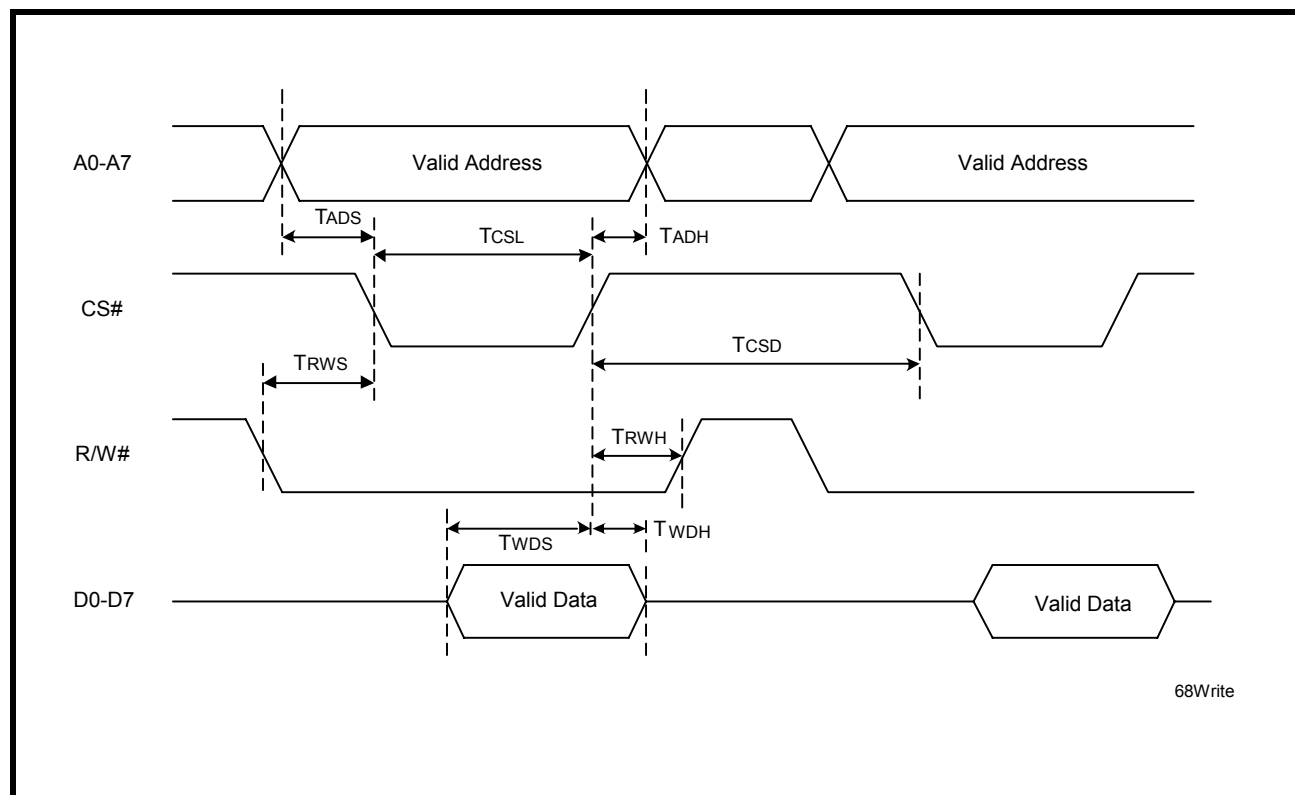 A0-A7
Valid Address
Valid Address
TADS
TCSL
TADH
CS#
TRWS
TCSD
R/W#
TRWH
TWDS
TWDH
D0-D7
Valid Data
Valid Data
68Write